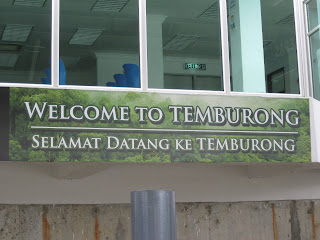 WELCOME TO TEMBURONG
SELAMAT DATANG KE TEMBURONG